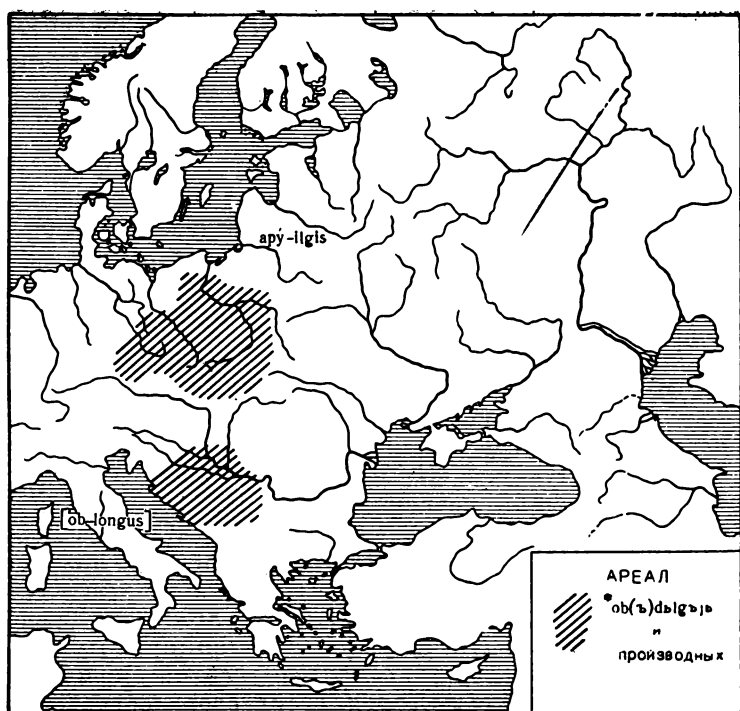 apý-ilgis
[ob-longus]
АРЕАЛ
*ob(ъ)dьlgъjь
и
производных